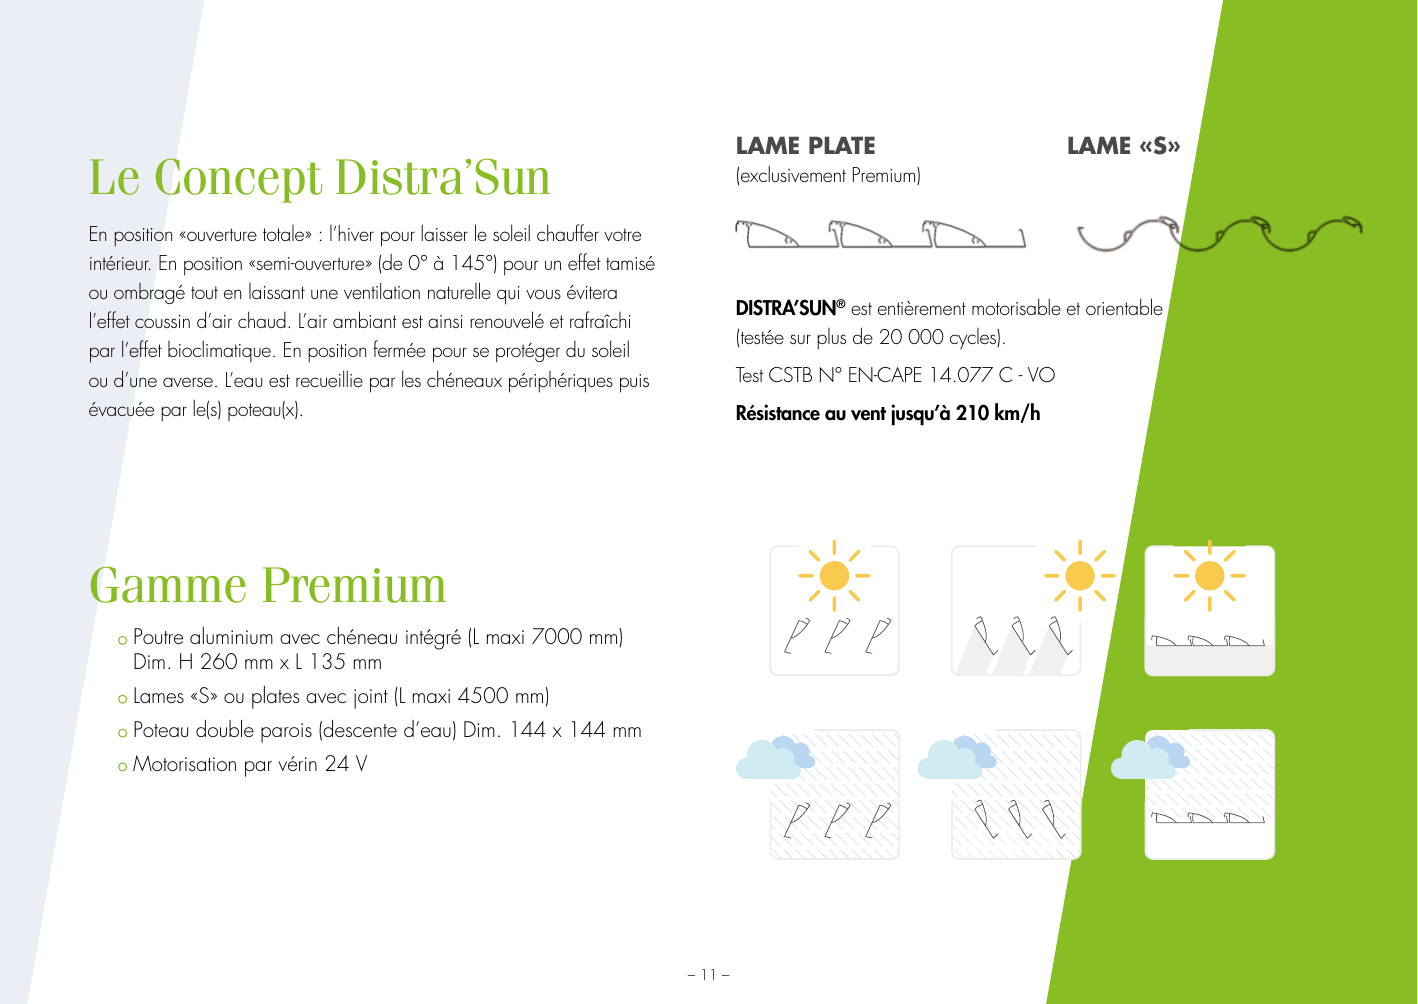 Le Concept Distra’Sun
En position «ouverture totale» : l’hiver pour laisser le soleil chauffer votre
intérieur. En position «semi-ouverture» (de 0° à 145°) pour un effet tamisé
ou ombragé tout en laissant une ventilation naturelle qui vous évitera
l’effet coussin d’air chaud. L’air ambiant est ainsi renouvelé et rafraîchi
par l’effet bioclimatique. En position fermée pour se protéger du soleil
ou d’une averse. L’eau est recueillie par les chéneaux périphériques puis
évacuée par le(s) poteau(x).
Gamme Premium
Poutre aluminium avec chéneau intégré (L maxi 7000 mm)
Dim. H 260 mm x L 135 mm
Lames «S» ou plates avec joint (L maxi 4500 mm)
Poteau double parois (descente d’eau) Dim. 144 x 144 mm
Motorisation par vérin 24 V
LAME PLATE
(exclusivement Premium)
LAME «S»
DISTRA’SUN® est entièrement motorisable et orientable
(testée sur plus de 20 000 cycles).
Test CSTB N° EN-CAPE 14.077 C - VO
Résistance au vent jusqu’à 210 km/h
– 11 –